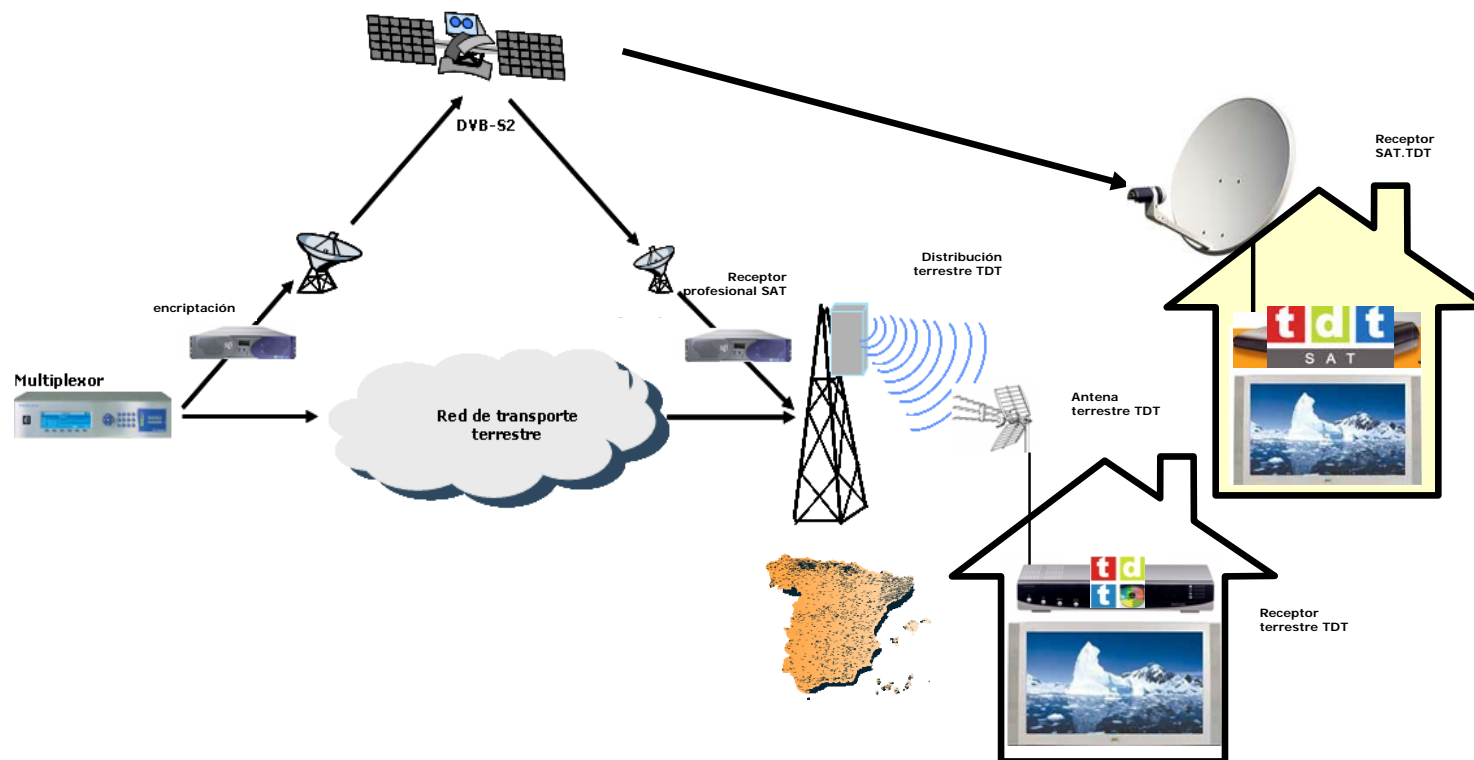 DVB-S2
Receptor
SAT.TDT
Distribución
terrestre TDT
Receptor
profesional SAT
encriptación
tdt
SAT
Multiplexor
Red de transporte
terrestre
Antena
terrestre TDT
td
t
Receptor
terrestre TDT